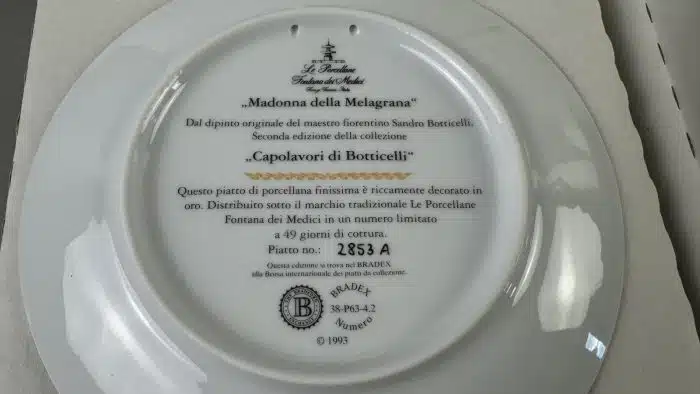 Le Porcellane
Fontana dei Medici
„Madonna della Melagrana“
Dal dipinto originale del maestro fiorentino Sandro Botticelli.
Seconda edizione della collezione
„Capolavori di Botticelli“
Questo piatto di porcellana finissima è riccamente decorato in
oro. Distribuito sotto il marchio tradizionale Le Porcellane
Fontana dei Medici in un numero limitato
a 49 giorni di cottura.
Piatto no.: 2853 A
Questa edizione si trova nel BRADEX
alla Borsa internazionale dei piatti da collezione.
B
BRADEX
38-P63-4.2
Numero
© 1993